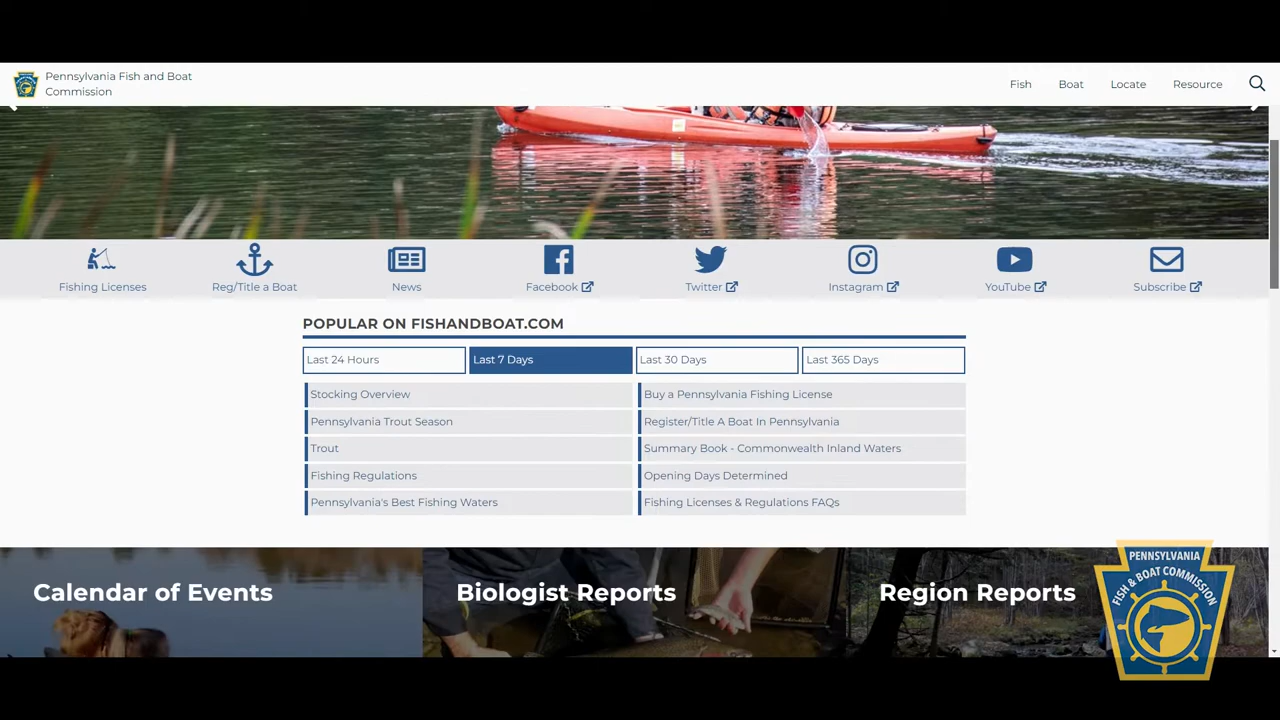 Pennsylvania Fish and Boat
Commission
Fish
Boat
Locate
Resource
Fishing Licenses
Reg/Title a Boat
News
Facebook
Twitter
Instagram
YouTube
Subscribe
POPULAR ON FISHANDBOAT.COM
Last 24 Hours
Last 7 Days
Last 30 Days
Last 365 Days
Stocking Overview
Buy a Pennsylvania Fishing License
Pennsylvania Trout Season
Register/Title A Boat In Pennsylvania
Trout
Summary Book - Commonwealth Inland Waters
Fishing Regulations
Opening Days Determined
Pennsylvania's Best Fishing Waters
Fishing Licenses & Regulations FAQs
Calendar of Events
Biologist Reports
Region Reports
PENNSYLVANIA
FISH & BOAT COMMISSION